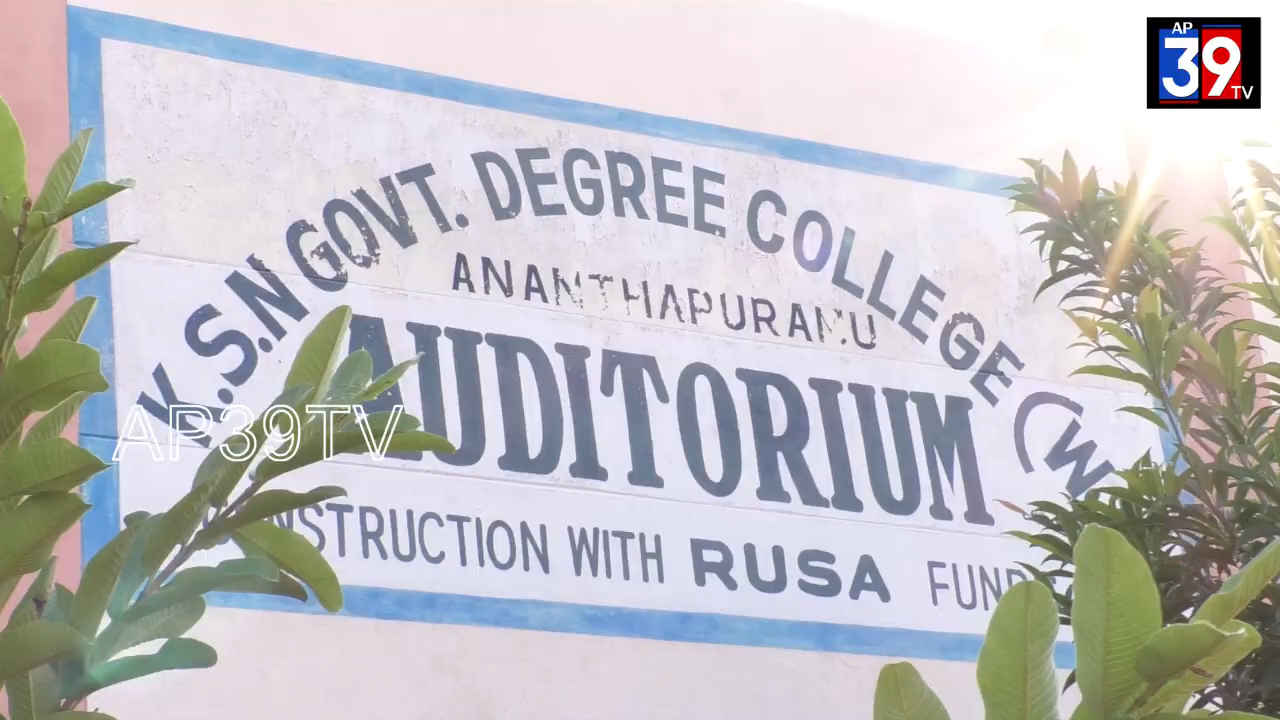 AP
39
TV
K.S.N GOVT. DEGREE COLLEGE (W
ANANTHAPURAMU
AUDITORIUM
AP39TV
NSTRUCTION WITH RUSA FUND